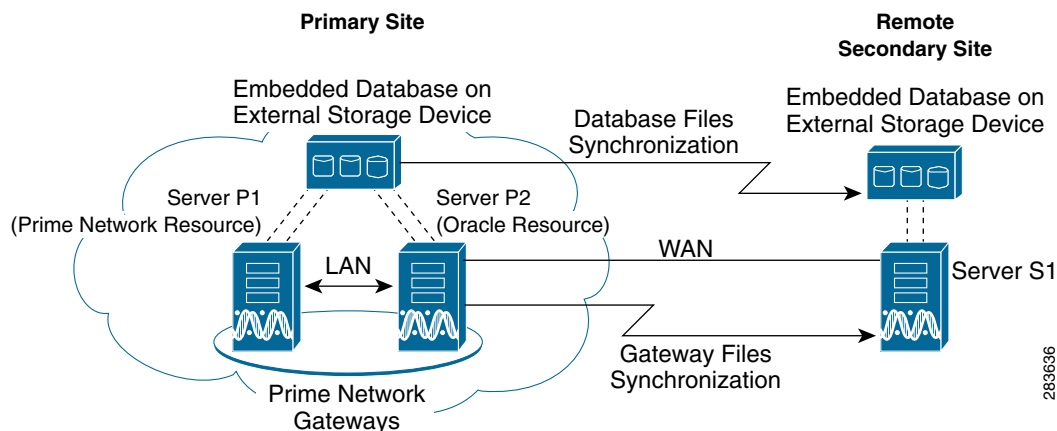 Primary Site
Remote
Secondary Site
Embedded Database on
External Storage Device
Embedded Database on
External Storage Device
Database Files
Synchronization
Server P1
(Prime Network Resource)
Server P2
(Oracle Resource)
LAN
WAN
Server S1
Gateway Files
Synchronization
Prime Network
Gateways
283636